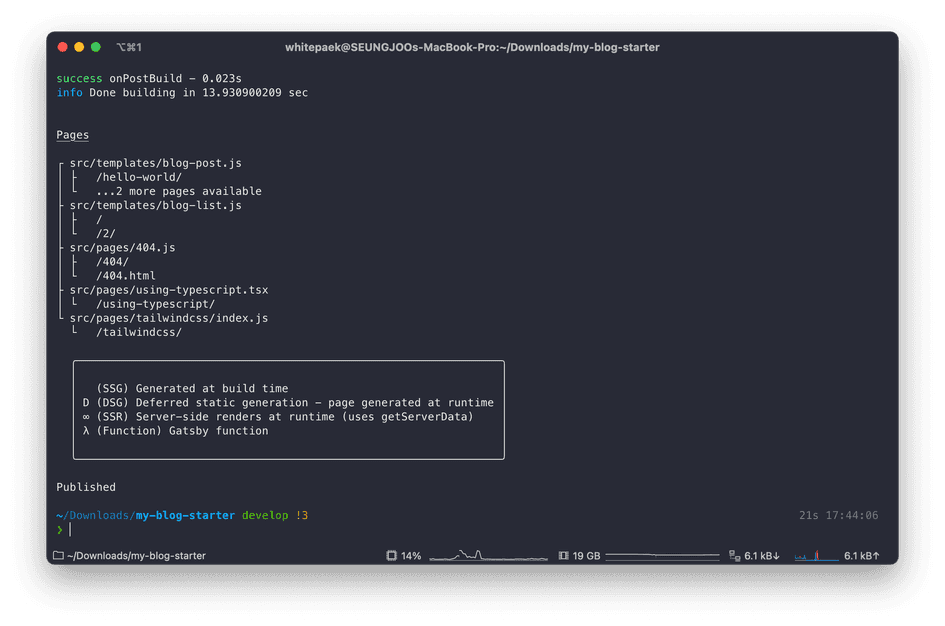 ⌥⌘1
whitepaek@SEUNGJOOs-MacBook-Pro:~/Downloads/my-blog-starter
success onPostBuild - 0.023s
info Done building in 13.930900209 sec
Pages
┌ src/templates/blog-post.js
│ ├   /hello-world/
│ └   ...2 more pages available
├ src/templates/blog-list.js
│ ├   /
│ └   /2/
├ src/pages/404.js
│ ├   /404/
│ └   /404.html
├ src/pages/using-typescript.tsx
│ └   /using-typescript/
└ src/pages/tailwindcss/index.js
  └   /tailwindcss/
(SSG) Generated at build time
D (DSG) Deferred static generation - page generated at runtime
∞ (SSR) Server-side renders at runtime (uses getServerData)
λ (Function) Gatsby function
Published
~/Downloads/my-blog-starter develop !3 21s 17:44:06
❯
~/Downloads/my-blog-starter 14% 19 GB 6.1 kB↓ 6.1 kB↑